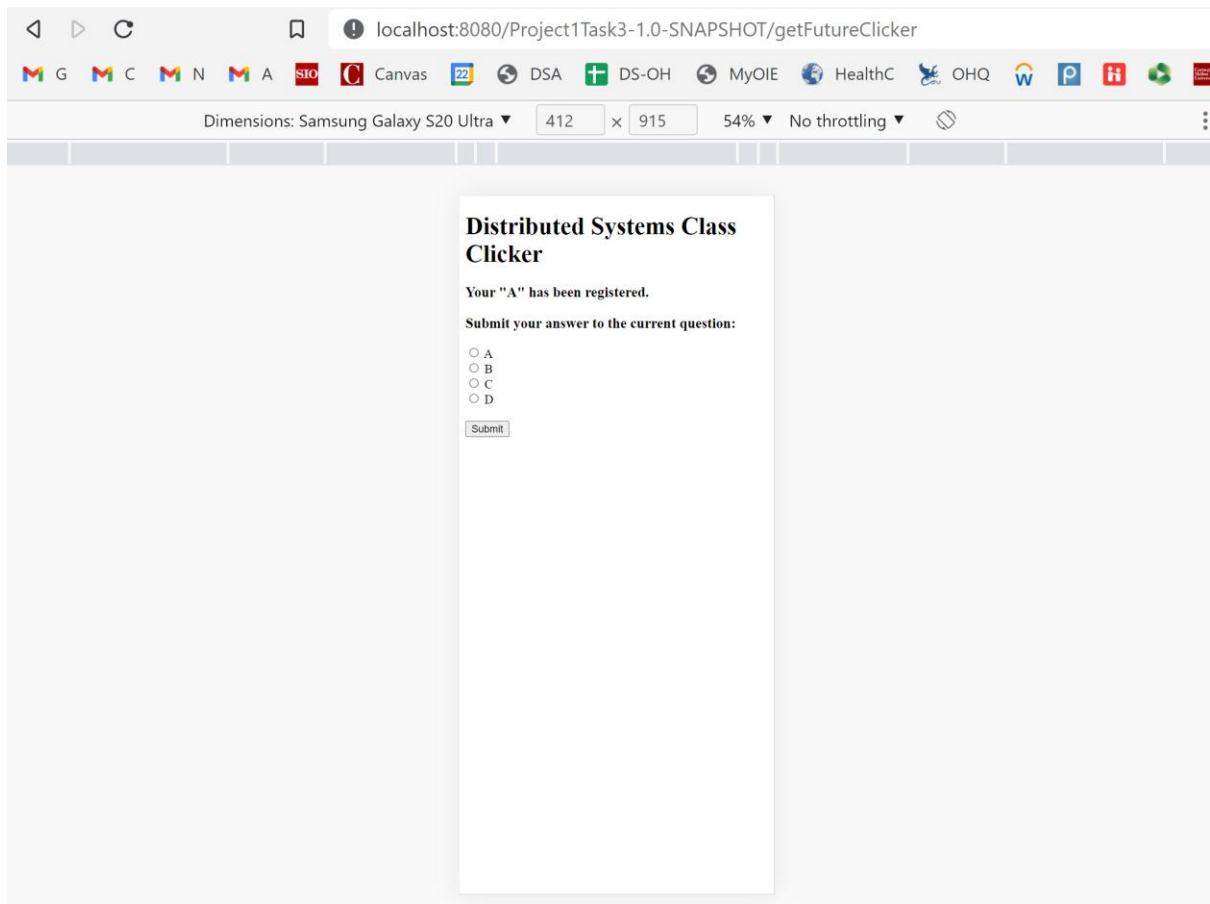 localhost:8080/Project1Task3-1.0-SNAPSHOT/getFutureClicker
G C N A SIO C Canvas 22 DSA DS-OH MyOIE HealthC OHQ
Dimensions: Samsung Galaxy S20 Ultra ▼ 412 × 915 54% ▼ No throttling ▼
Distributed Systems Class
Clicker
Your "A" has been registered.
Submit your answer to the current question:
A
B
C
D
Submit